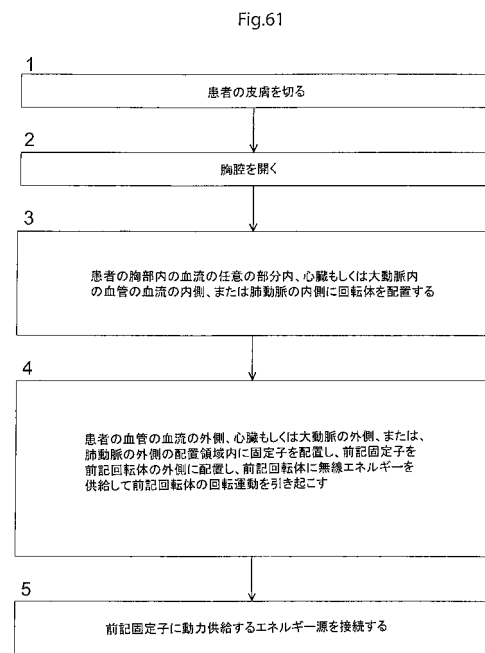 Fig.61
1
患者の皮膚を切る
2
胸腔を開く
3
患者の胸部内の血流の任意の部分内、心臓もしくは大動脈内
の血管の血流の内側、または肺動脈の内側に回転体を配置する
4
患者の血管の血流の外側、心臓もしくは大動脈の外側、または、
肺動脈の外側の配置領域内に固定子を配置し、前記固定子を
前記回転体の外側に配置し、前記回転体に無線エネルギーを
供給して前記回転体の回転運動を引き起こす
5
前記固定子に動力供給するエネルギー源を接続する